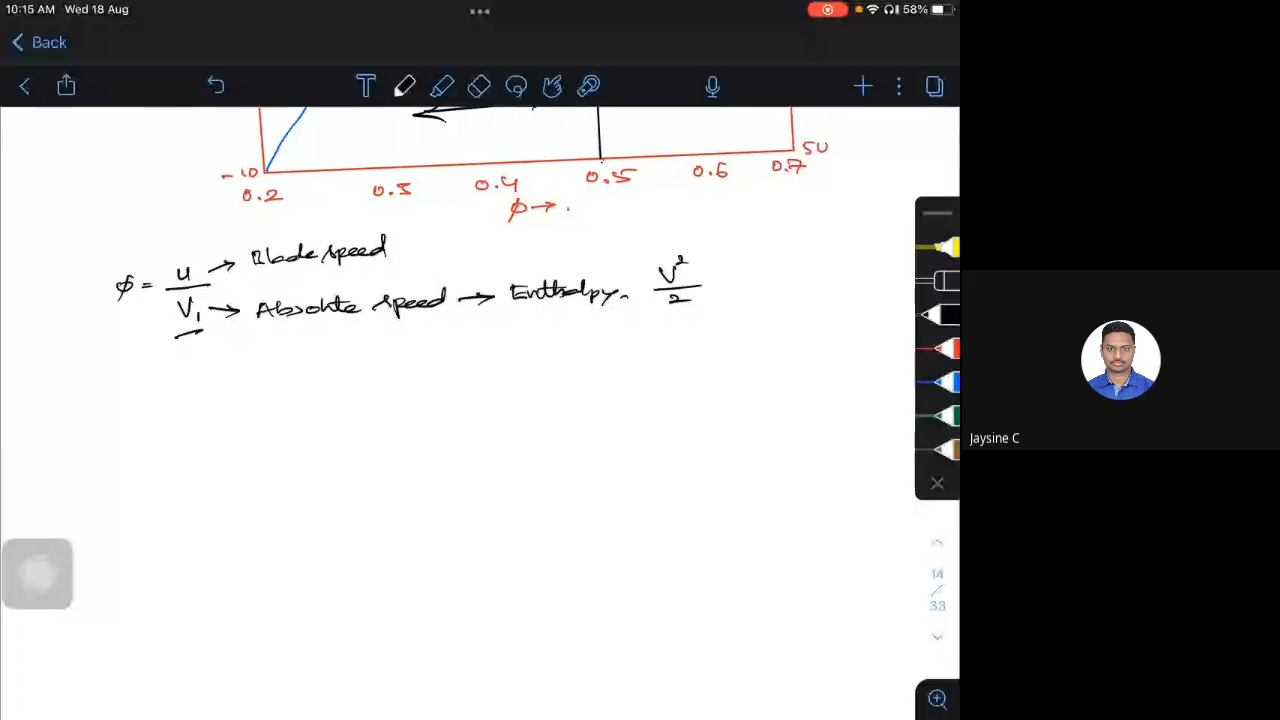 10:15 AM Wed 18 Aug 58%
Back
-10 50
0.2 0.3 0.4 0.5 0.6 0.7
φ →
φ = u / V1
u → Blade speed
V1 → Absolute speed → Enthalpy. V²/2
Jaysine C
14
/
33